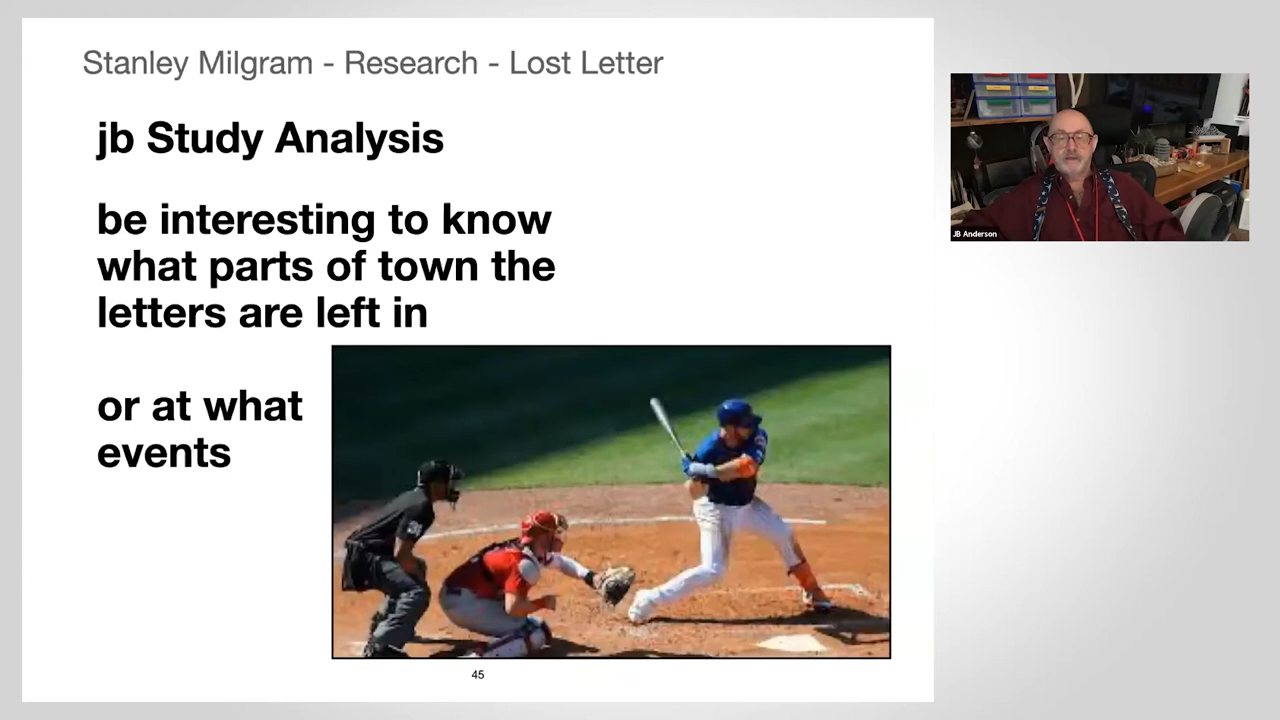 Stanley Milgram - Research - Lost Letter
jb Study Analysis
be interesting to know
what parts of town the
letters are left in
or at what
events
45
JB Anderson